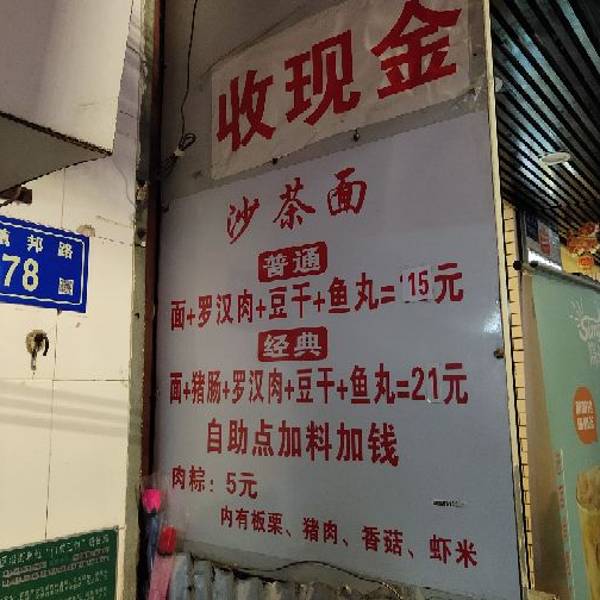 收现金
沙茶面
普通
面+罗汉肉+豆干+鱼丸=15元
经典
面+猪肠+罗汉肉+豆干+鱼丸=21元
自助点加料加钱
肉粽：5元
内有板栗、猪肉、香菇、虾米
邦路
78